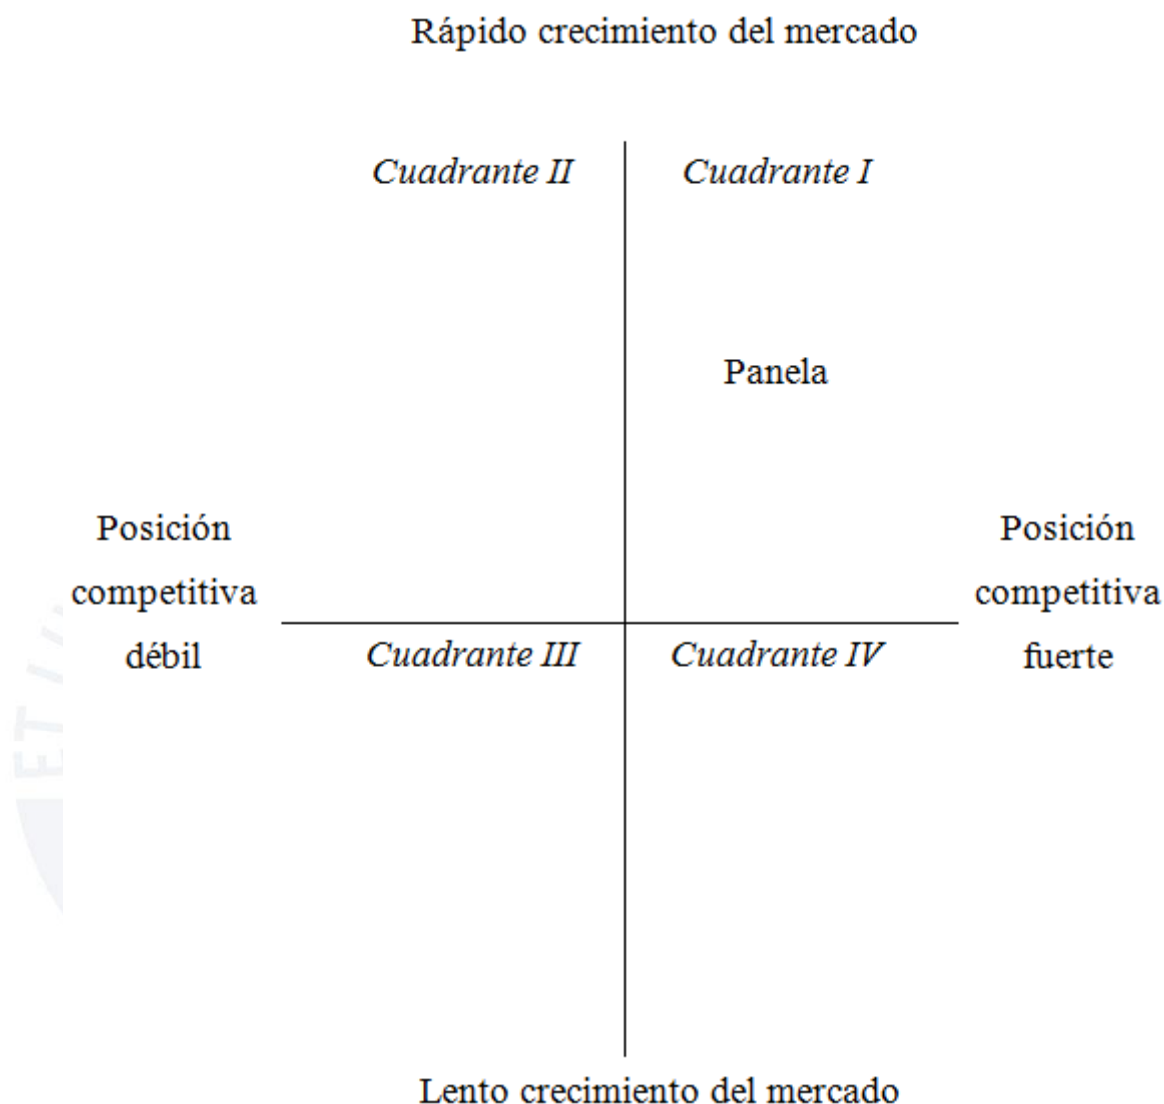 Rápido crecimiento del mercado
Cuadrante II
Cuadrante I
Panela
Posición
competitiva
débil
Posición
competitiva
fuerte
Cuadrante III
Cuadrante IV
Lento crecimiento del mercado
ET